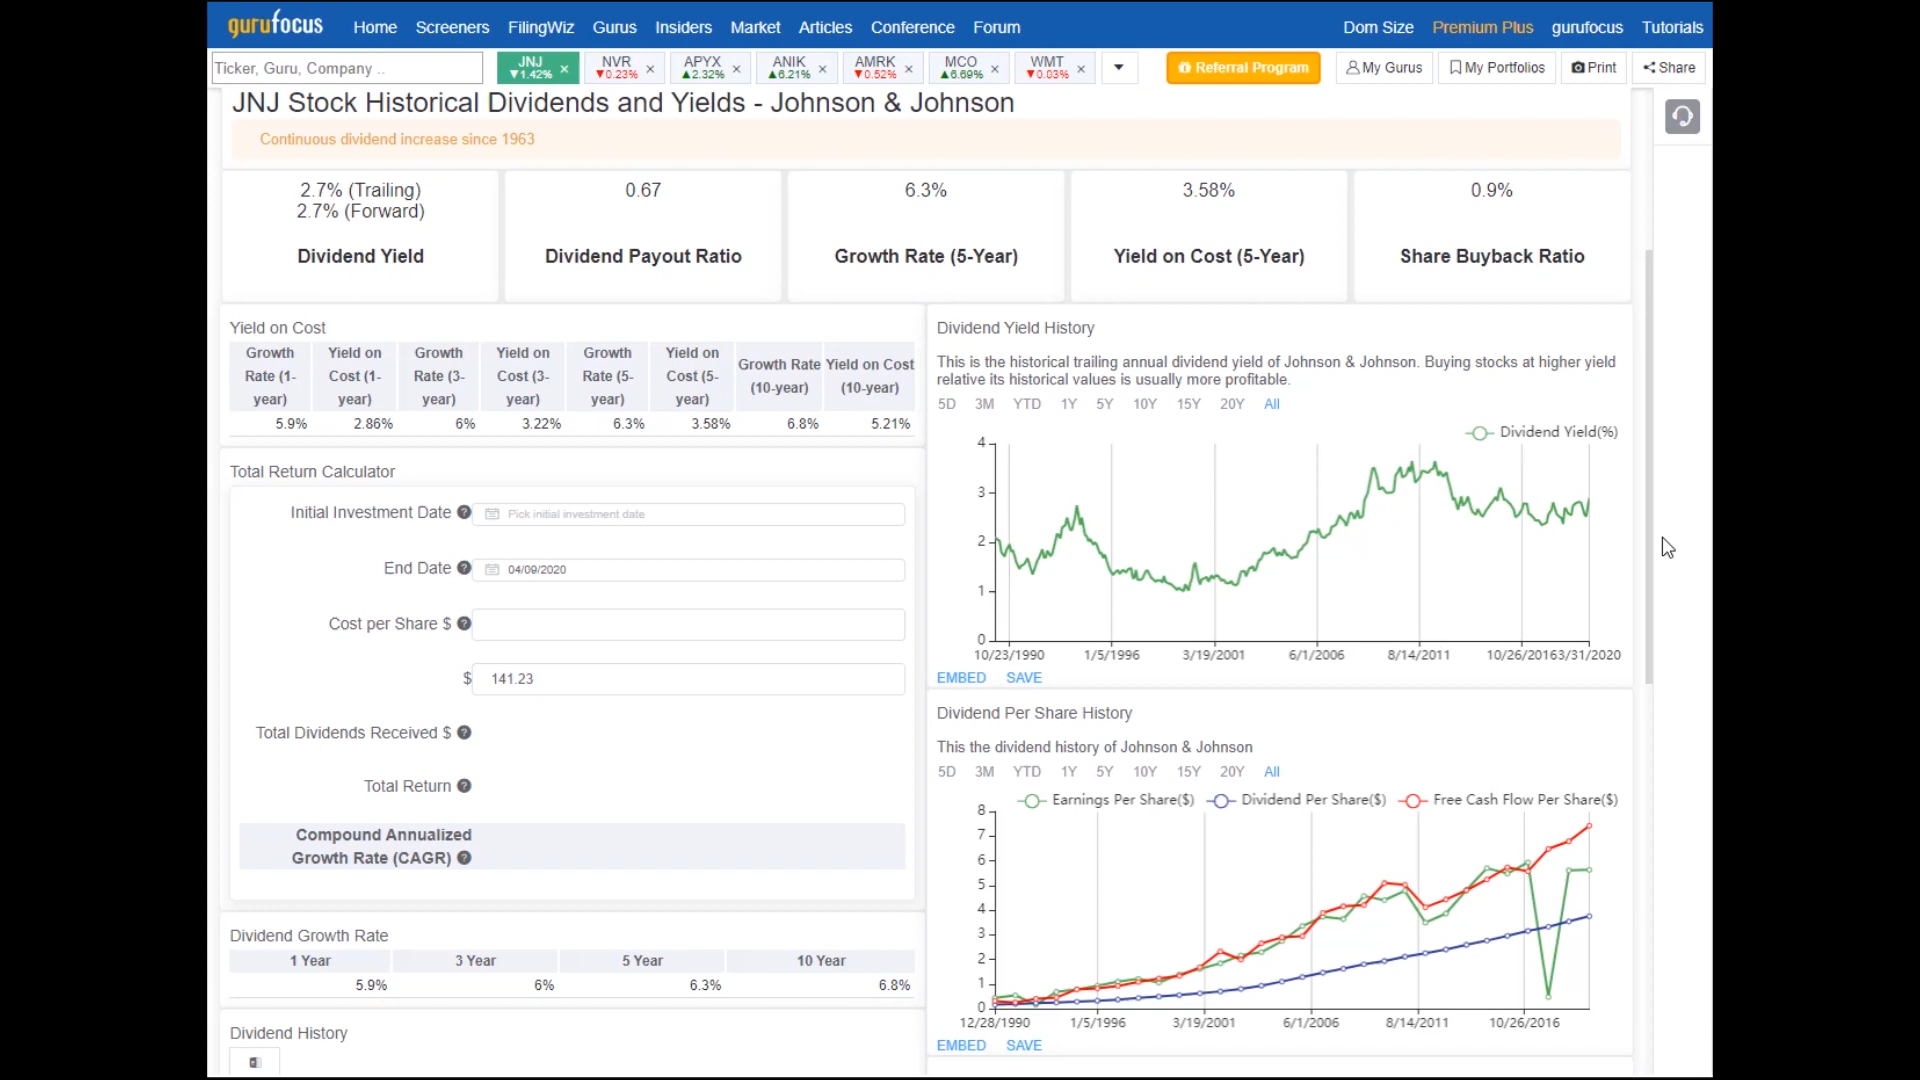 gurufocus Home Screeners FilingWiz Gurus Insiders Market Articles Conference Forum Dom Size Premium Plus gurufocus Tutorials
Ticker, Guru, Company .. JNJ ▼1.42% × NVR ▼0.23% × APYX ▲2.32% × ANIK ▲6.21% × AMRK ▼0.52% × MCO ▲6.69% × WMT ▼0.03% × Referral Program My Gurus My Portfolios Print Share
JNJ Stock Historical Dividends and Yields - Johnson & Johnson
Continuous dividend increase since 1963
2.7% (Trailing)
2.7% (Forward)
Dividend Yield
0.67
Dividend Payout Ratio
6.3%
Growth Rate (5-Year)
3.58%
Yield on Cost (5-Year)
0.9%
Share Buyback Ratio
Yield on Cost
Growth Rate (1-year) Yield on Cost (1-year) Growth Rate (3-year) Yield on Cost (3-year) Growth Rate (5-year) Yield on Cost (5-year) Growth Rate (10-year) Yield on Cost (10-year)
5.9% 2.86% 6% 3.22% 6.3% 3.58% 6.8% 5.21%
Total Return Calculator
Initial Investment Date ? Pick initial investment date
End Date ? 04/09/2020
Cost per Share $ ?
$ 141.23
Total Dividends Received $ ?
Total Return ?
Compound Annualized
Growth Rate (CAGR) ?
Dividend Growth Rate
1 Year 3 Year 5 Year 10 Year
5.9% 6% 6.3% 6.8%
Dividend History
Dividend Yield History
This is the historical trailing annual dividend yield of Johnson & Johnson. Buying stocks at higher yield
relative its historical values is usually more profitable.
5D 3M YTD 1Y 5Y 10Y 15Y 20Y All
Dividend Yield(%)
4
3
2
1
0
10/23/1990 1/5/1996 3/19/2001 6/1/2006 8/14/2011 10/26/2016 3/31/2020
EMBED SAVE
Dividend Per Share History
This the dividend history of Johnson & Johnson
5D 3M YTD 1Y 5Y 10Y 15Y 20Y All
Earnings Per Share($) Dividend Per Share($) Free Cash Flow Per Share($)
8
7
6
5
4
3
2
1
0
12/28/1990 1/5/1996 3/19/2001 6/1/2006 8/14/2011 10/26/2016
EMBED SAVE